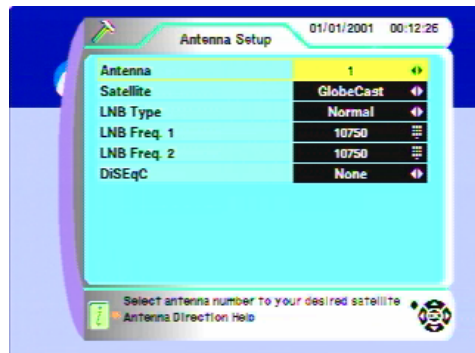 Antenna Setup
01/01/2001 00:12:26
Antenna 1
Satellite GlobeCast
LNB Type Normal
LNB Freq. 1 10750
LNB Freq. 2 10750
DiSEqC None
Select antenna number to your desired satellite
Antenna Direction Help